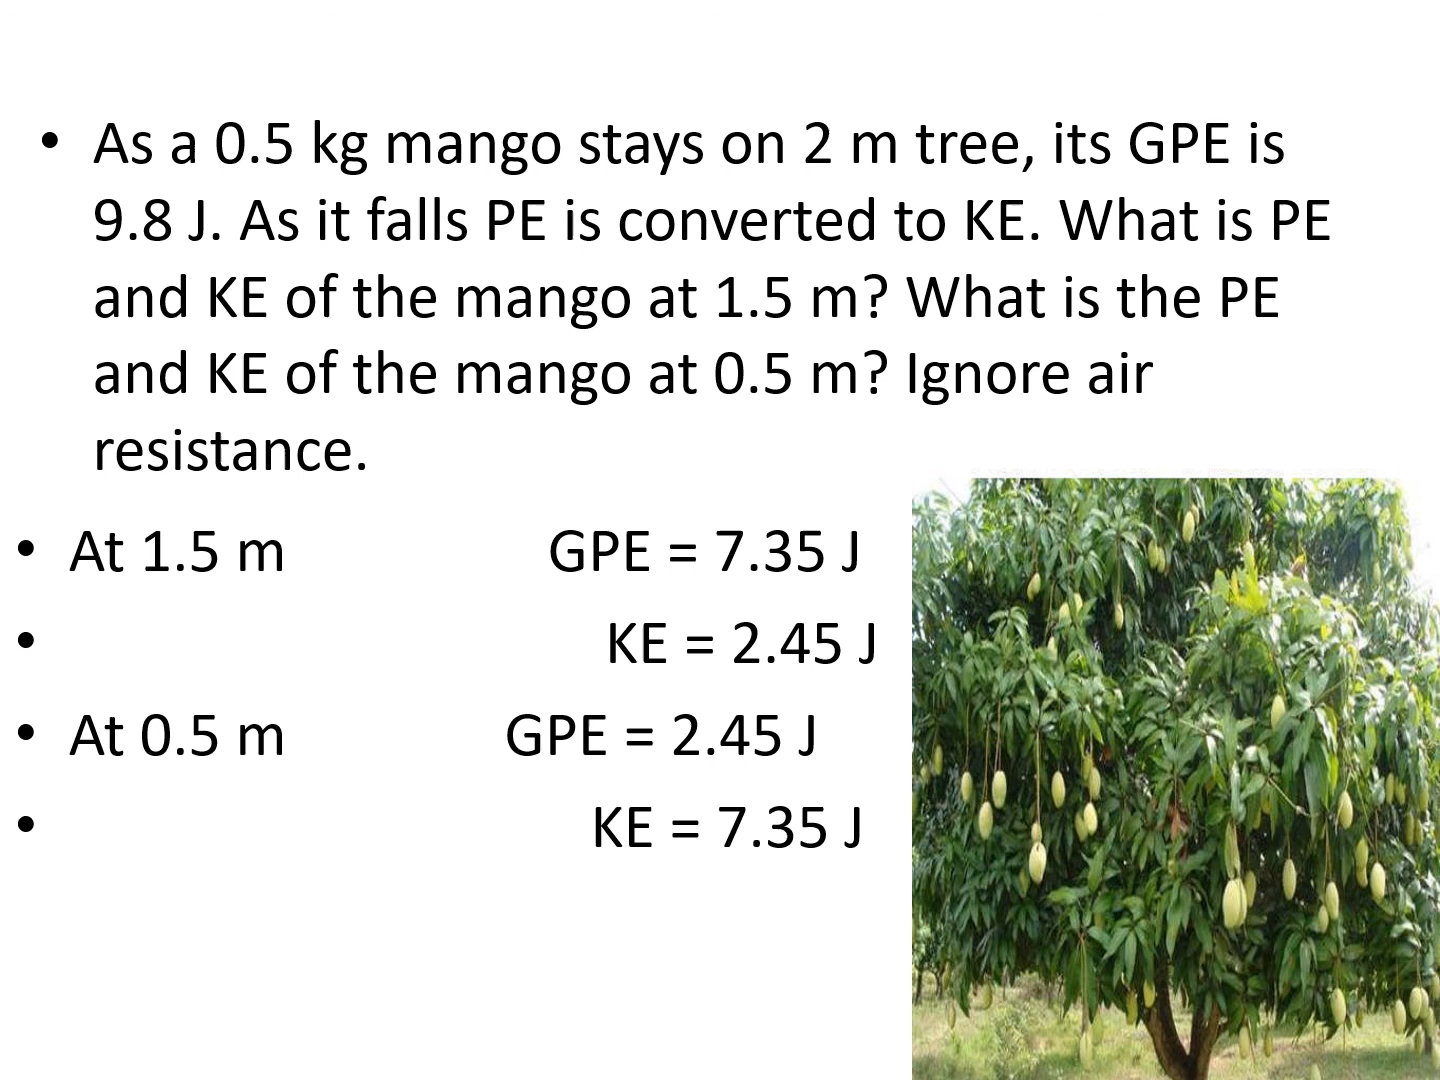 • As a 0.5 kg mango stays on 2 m tree, its GPE is
9.8 J. As it falls PE is converted to KE. What is PE
and KE of the mango at 1.5 m? What is the PE
and KE of the mango at 0.5 m? Ignore air
resistance.
• At 1.5 m GPE = 7.35 J
• KE = 2.45 J
• At 0.5 m GPE = 2.45 J
• KE = 7.35 J